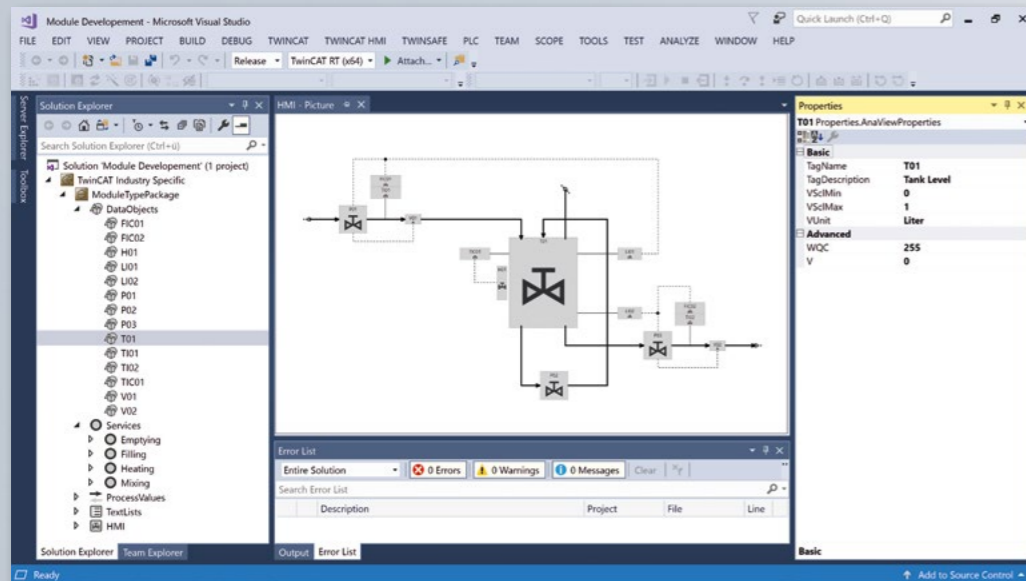 Module Developement - Microsoft Visual Studio
Quick Launch (Ctrl+Q)
FILE EDIT VIEW PROJECT BUILD DEBUG TWINCAT TWINCAT HMI TWINSAFE PLC TEAM SCOPE TOOLS TEST ANALYZE WINDOW HELP
Release TwinCAT RT (x64) Attach...
Server Explorer
Toolbox
Solution Explorer
Search Solution Explorer (Ctrl+ü)
Solution 'Module Developement' (1 project)
TwinCAT Industry Specific
ModuleTypePackage
DataObjects
FIC01
FIC02
H01
LI01
LI02
P01
P02
P03
T01
TI01
TI02
TIC01
V01
V02
Services
Emptying
Filling
Heating
Mixing
ProcessValues
TextLists
HMI
Solution Explorer Team Explorer
HMI - Picture
Error List
Entire Solution 0 Errors 0 Warnings 0 Messages Clear
Search Error List
Description Project File Line
Output Error List
Properties
T01 Properties.AnaViewProperties
Basic
TagName T01
TagDescription Tank Level
VSclMin 0
VSclMax 1
VUnit Liter
Advanced
WQC 255
V 0
Basic
Ready
Add to Source Control